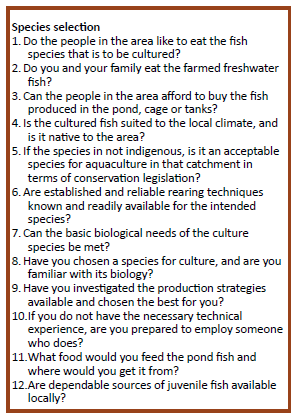 Species selection
1. Do the people in the area like to eat the fish
species that is to be cultured?
2. Do you and your family eat the farmed freshwater
fish?
3. Can the people in the area afford to buy the fish
produced in the pond, cage or tanks?
4. Is the cultured fish suited to the local climate, and
is it native to the area?
5. If the species in not indigenous, is it an acceptable
species for aquaculture in that catchment in
terms of conservation legislation?
6. Are established and reliable rearing techniques
known and readily available for the intended
species?
7. Can the basic biological needs of the culture
species be met?
8. Have you chosen a species for culture, and are you
familiar with its biology?
9. Have you investigated the production strategies
available and chosen the best for you?
10.If you do not have the necessary technical
experience, are you prepared to employ someone
who does?
11.What food would you feed the pond fish and
where would you get it from?
12.Are dependable sources of juvenile fish available
locally?